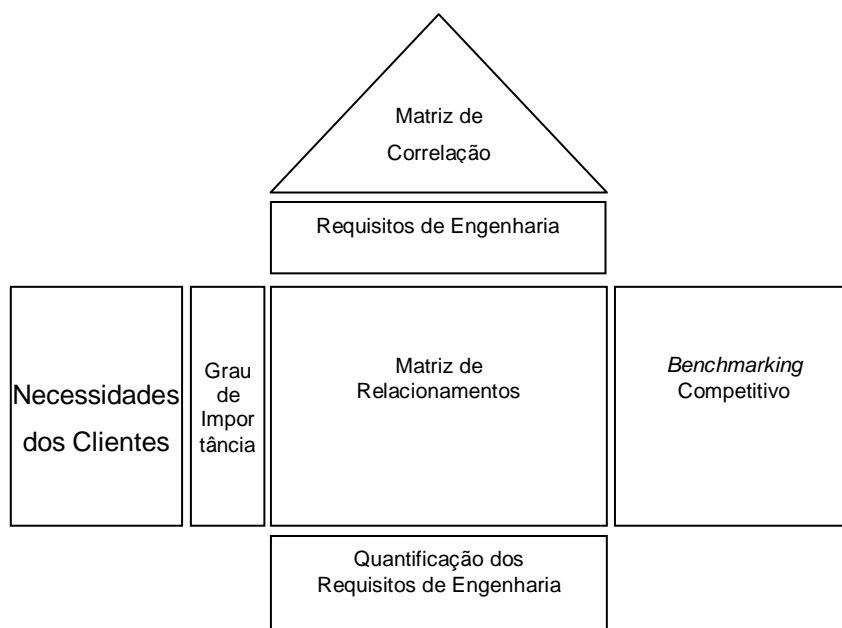 Matriz de
Correlação
Requisitos de Engenharia
Necessidades
dos Clientes
Grau
de
Impor
tância
Matriz de
Relacionamentos
Benchmarking
Competitivo
Quantificação dos
Requisitos de Engenharia